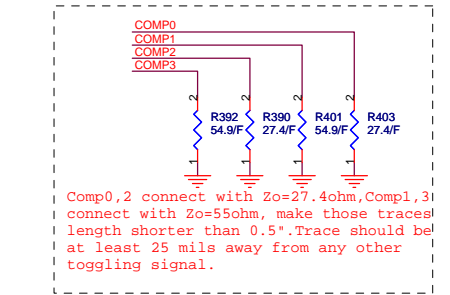 COMP0
COMP1
COMP2
COMP3
2 2 2 2
R392 R390 R401 R403
54.9/F 27.4/F 54.9/F 27.4/F
1 1 1 1
Comp0,2 connect with Zo=27.4ohm,Comp1,3
connect with Zo=55ohm, make those traces
length shorter than 0.5".Trace should be
at least 25 mils away from any other
toggling signal.